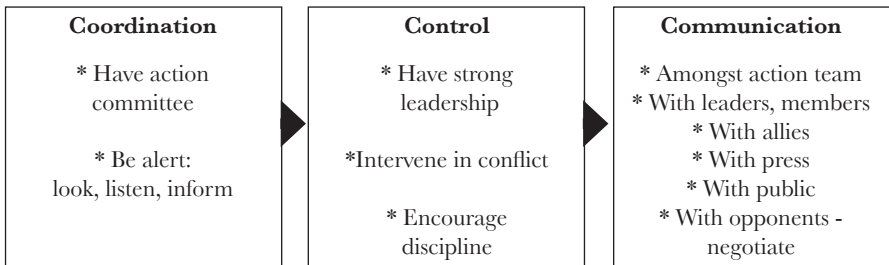 Coordination
* Have action
committee
* Be alert:
look, listen, inform
Control
* Have strong
leadership
*Intervene in conflict
* Encourage
discipline
Communication
* Amongst action team
* With leaders, members
* With allies
* With press
* With public
* With opponents -
negotiate